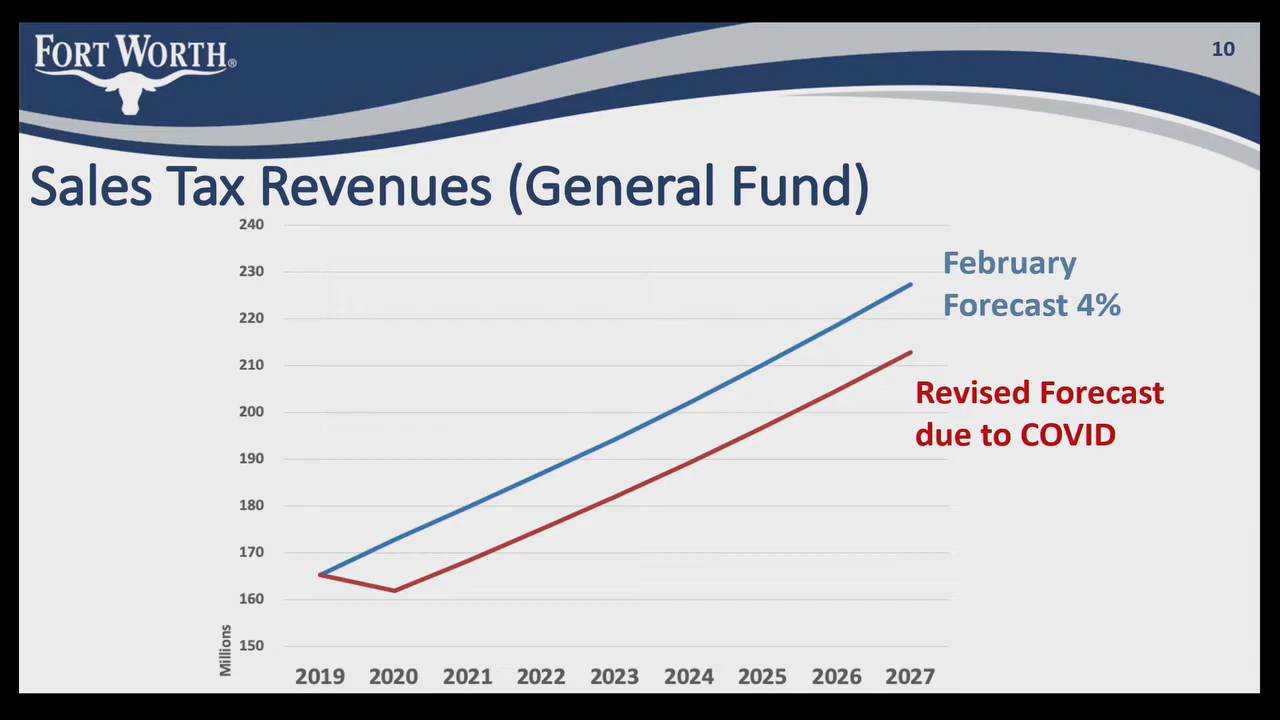 FORT WORTH®
10
Sales Tax Revenues (General Fund)
240
230
220
210
200
190
180
170
160
150
Millions
2019 2020 2021 2022 2023 2024 2025 2026 2027
February
Forecast 4%
Revised Forecast
due to COVID